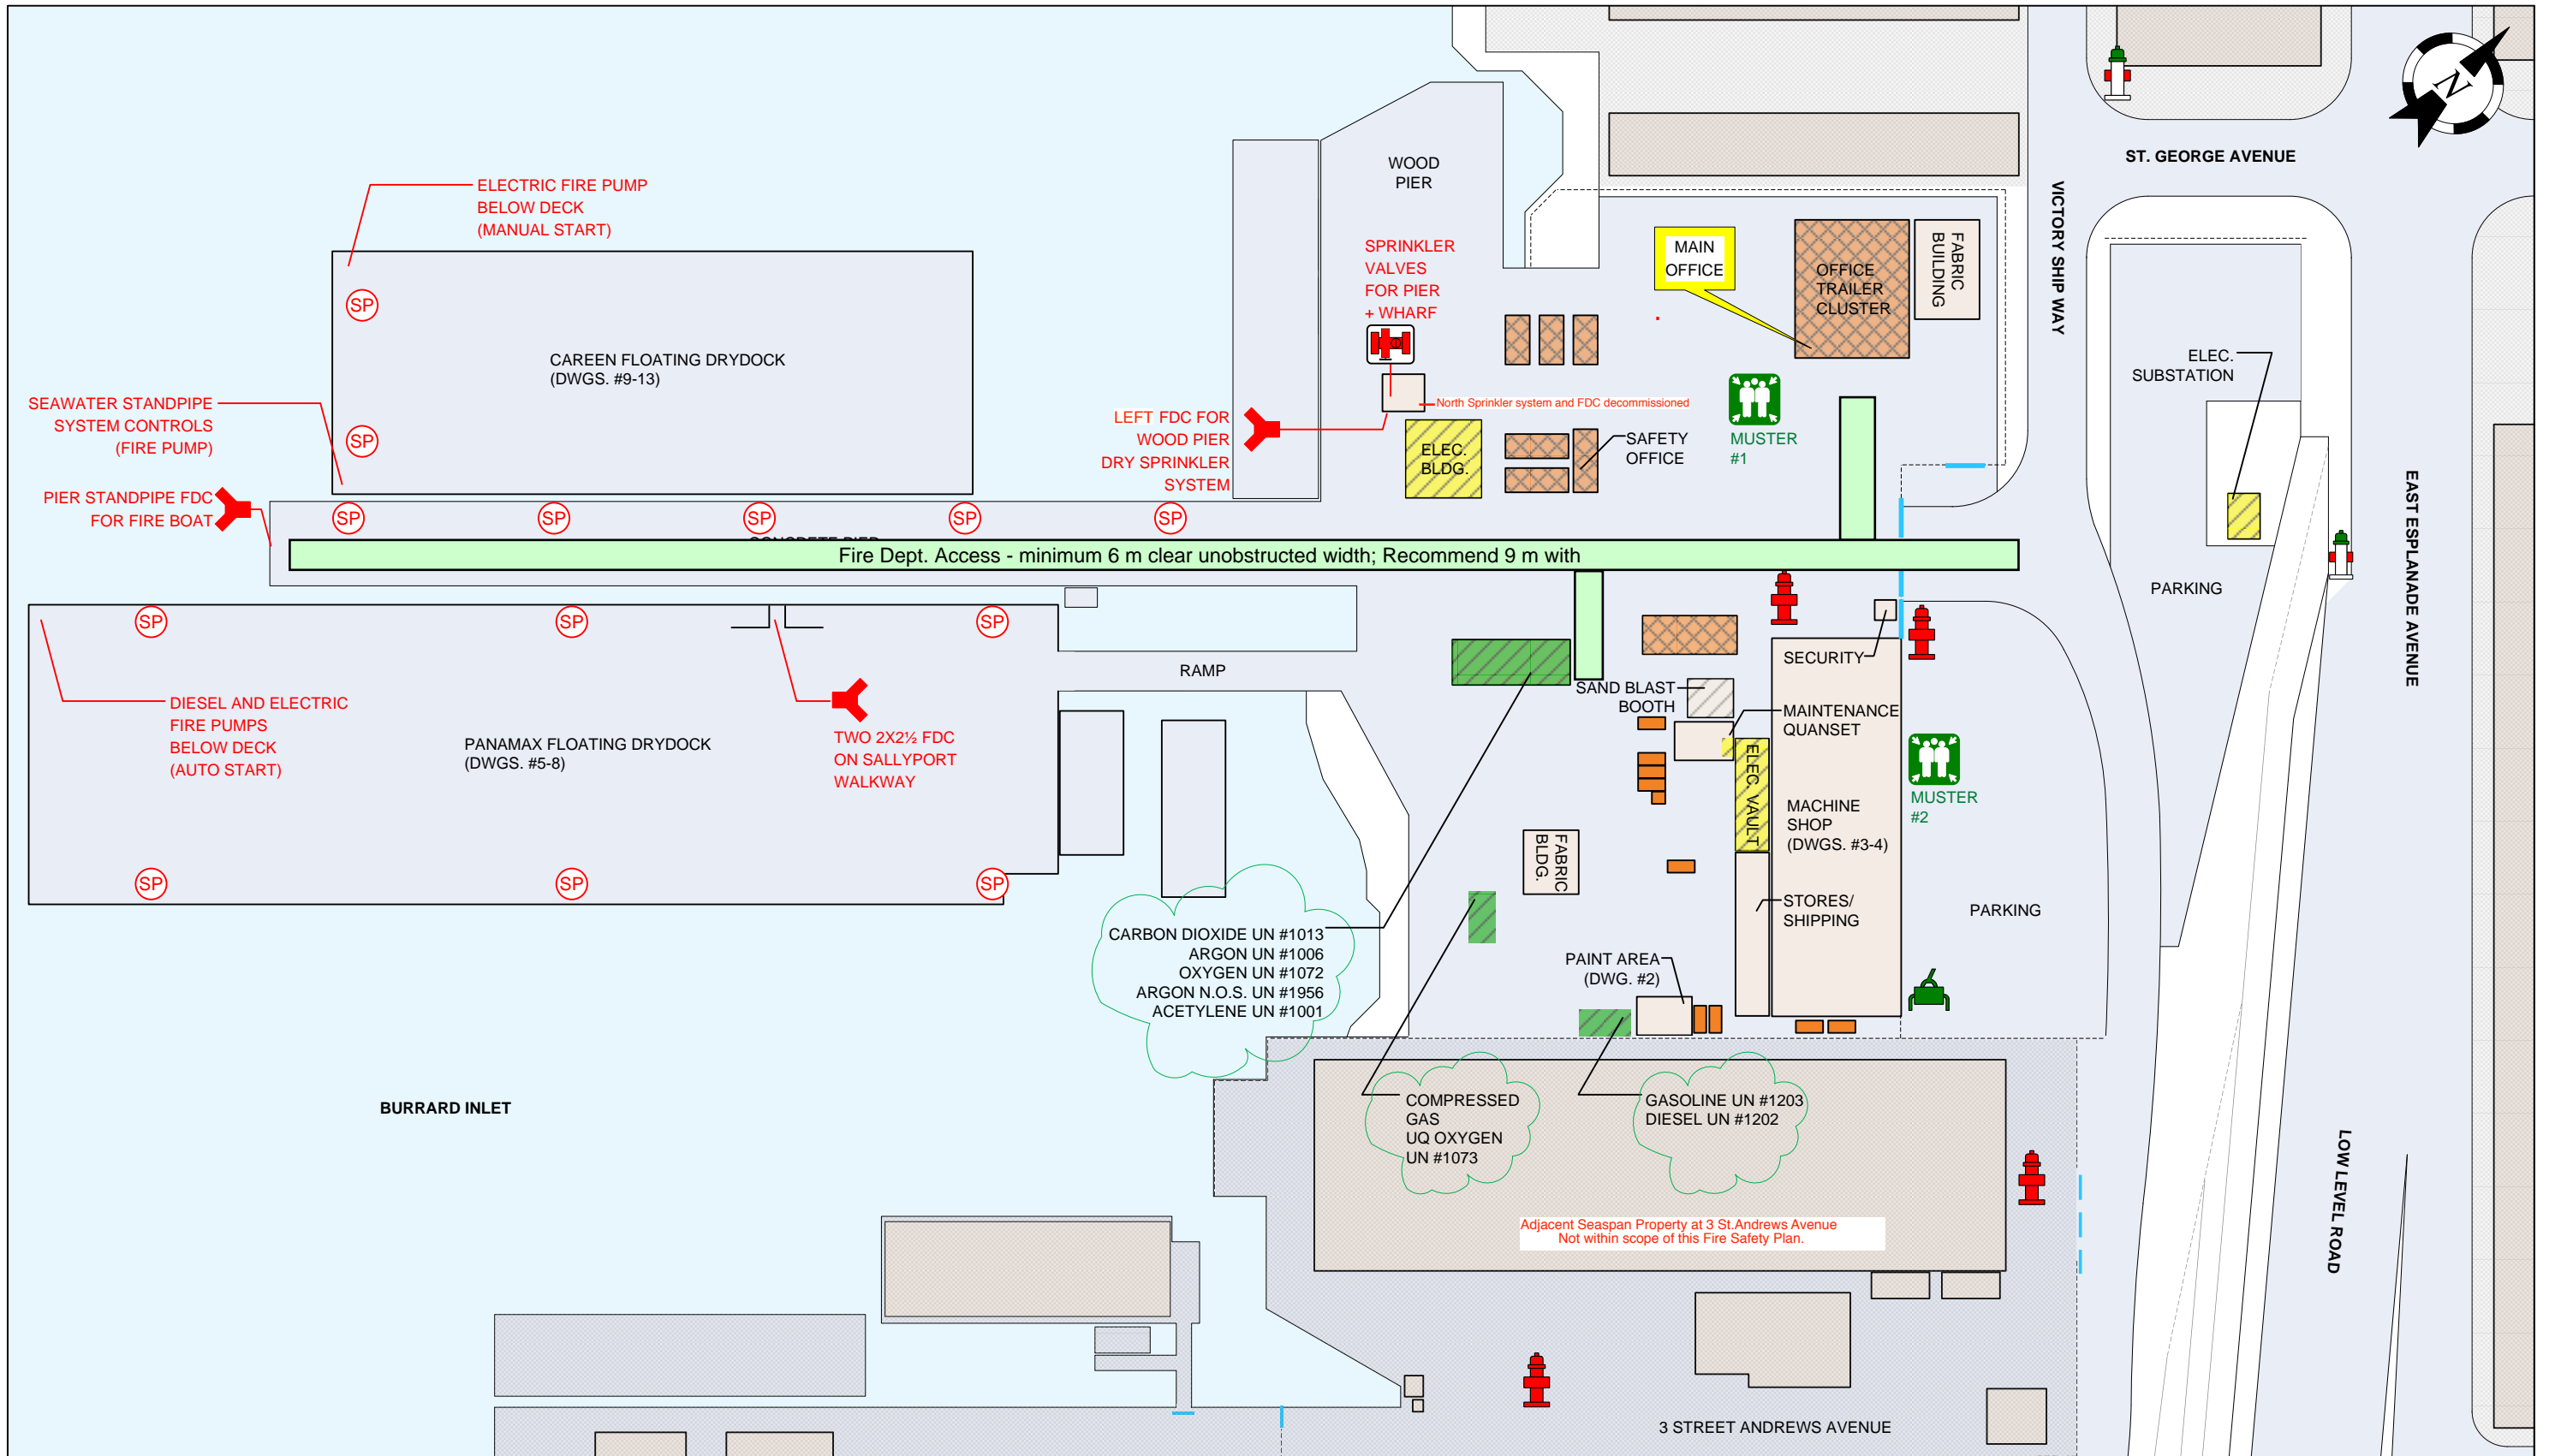 N
ST. GEORGE AVENUE
VICTORY SHIP WAY
EAST ESPLANADE AVENUE
LOW LEVEL ROAD
WOOD
PIER
ELECTRIC FIRE PUMP
BELOW DECK
(MANUAL START)
SPRINKLER
VALVES
FOR PIER
+ WHARF
MAIN
OFFICE
OFFICE
TRAILER
CLUSTER
FABRIC
BUILDING
SP
CAREEN FLOATING DRYDOCK
(DWGS. #9-13)
ELEC.
SUBSTATION
SEAWATER STANDPIPE
SYSTEM CONTROLS
(FIRE PUMP)
SP
LEFT FDC FOR
WOOD PIER
DRY SPRINKLER
SYSTEM
North Sprinkler system and FDC decommissioned
ELEC.
BLDG.
SAFETY
OFFICE
MUSTER
#1
PIER STANDPIPE FDC
FOR FIRE BOAT
SP
SP
SP
SP
SP
CONCRETE PIER
Fire Dept. Access - minimum 6 m clear unobstructed width; Recommend 9 m with
PARKING
SP
SP
SP
RAMP
SECURITY
SAND BLAST
BOOTH
MAINTENANCE
QUANSET
DIESEL AND ELECTRIC
FIRE PUMPS
BELOW DECK
(AUTO START)
PANAMAX FLOATING DRYDOCK
(DWGS. #5-8)
TWO 2X2½ FDC
ON SALLYPORT
WALKWAY
ELEC. VAULT
MACHINE
SHOP
(DWGS. #3-4)
MUSTER
#2
FABRIC
BLDG.
SP
SP
SP
STORES/
SHIPPING
PARKING
CARBON DIOXIDE UN #1013
ARGON UN #1006
OXYGEN UN #1072
ARGON N.O.S. UN #1956
ACETYLENE UN #1001
PAINT AREA
(DWG. #2)
BURRARD INLET
COMPRESSED
GAS
UQ OXYGEN
UN #1073
GASOLINE UN #1203
DIESEL UN #1202
Adjacent Seaspan Property at 3 St.Andrews Avenue
Not within scope of this Fire Safety Plan.
3 STREET ANDREWS AVENUE